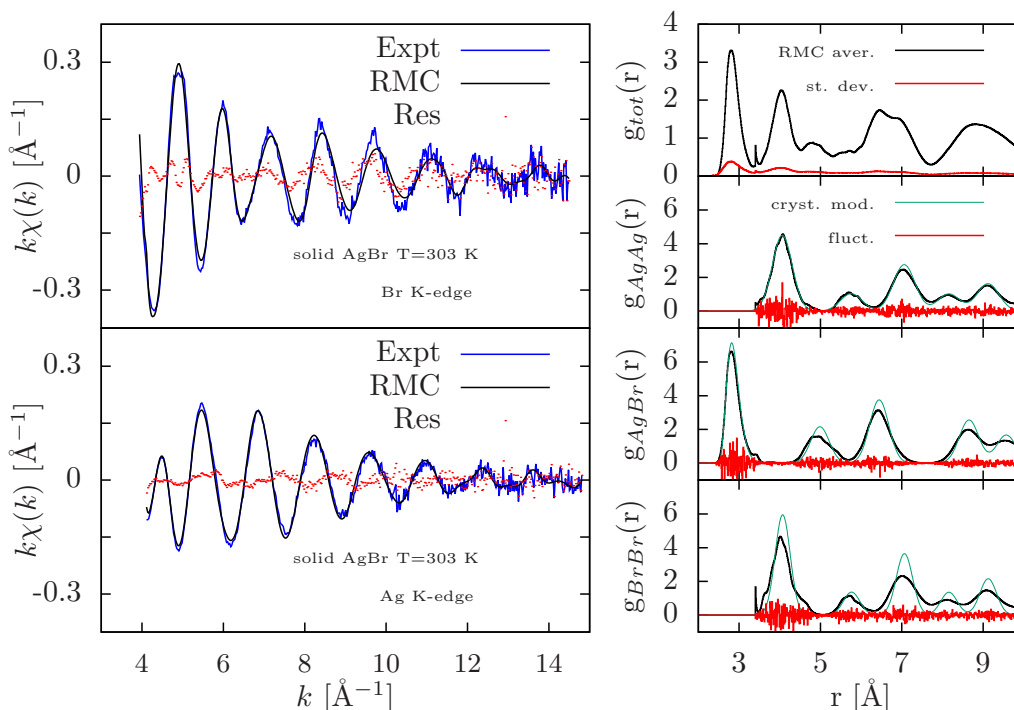 Expt
RMC
Res
0.3
0
-0.3
kχ(k) [Å⁻¹]
solid AgBr T=303 K
Br K-edge
Expt
RMC
Res
0.3
0
-0.3
kχ(k) [Å⁻¹]
solid AgBr T=303 K
Ag K-edge
4 6 8 10 12 14
k [Å⁻¹]
RMC aver.
st. dev.
4
3
2
1
0
g_tot(r)
cryst. mod.
fluct.
6
4
2
0
g_AgAg(r)
6
4
2
0
g_AgBr(r)
6
4
2
0
g_BrBr(r)
3 5 7 9
r [Å]